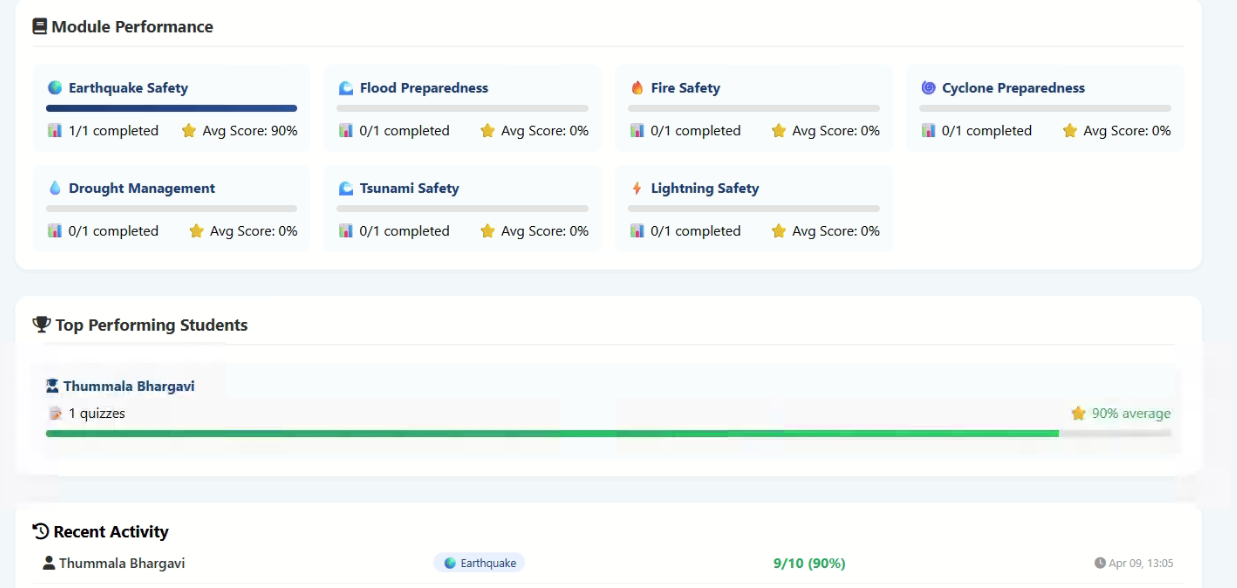 Module Performance
Earthquake Safety
1/1 completed Avg Score: 90%
Flood Preparedness
0/1 completed Avg Score: 0%
Fire Safety
0/1 completed Avg Score: 0%
Cyclone Preparedness
0/1 completed Avg Score: 0%
Drought Management
0/1 completed Avg Score: 0%
Tsunami Safety
0/1 completed Avg Score: 0%
Lightning Safety
0/1 completed Avg Score: 0%
Top Performing Students
Thummala Bhargavi
1 quizzes 90% average
Recent Activity
Thummala Bhargavi Earthquake 9/10 (90%) Apr 09, 13:05